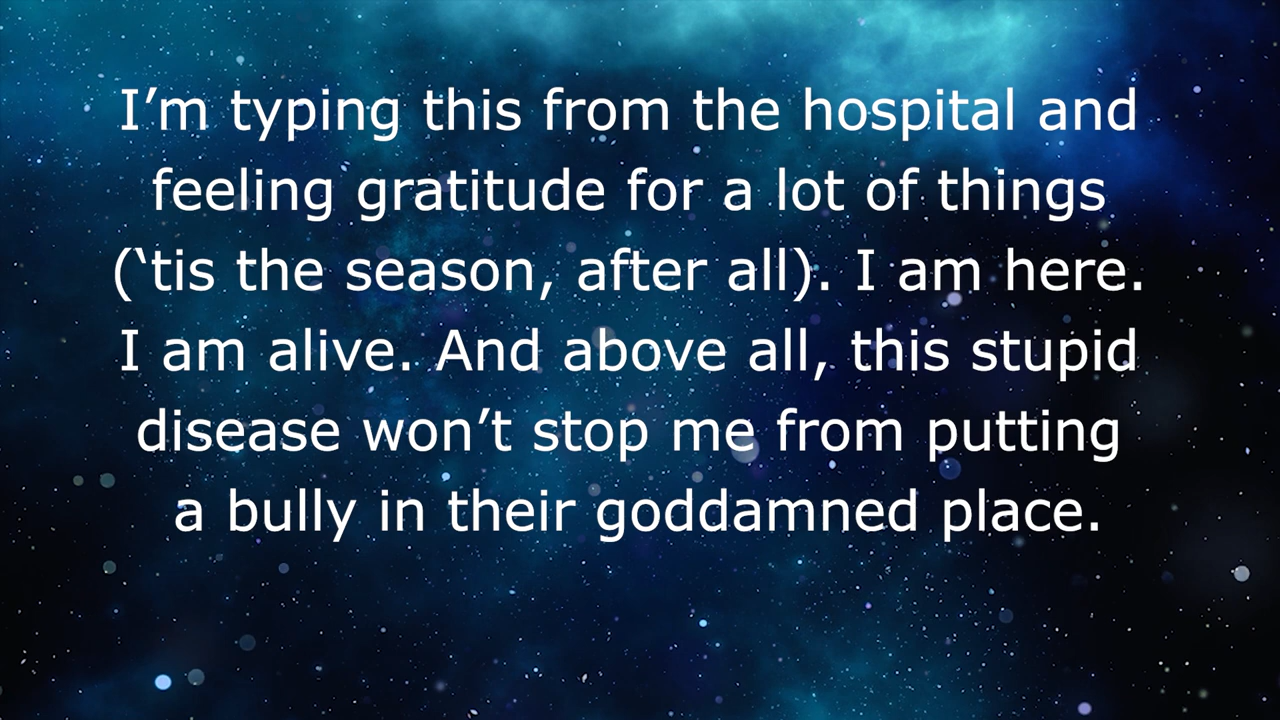 I’m typing this from the hospital and
feeling gratitude for a lot of things
(‘tis the season, after all). I am here.
I am alive. And above all, this stupid
disease won’t stop me from putting
a bully in their goddamned place.